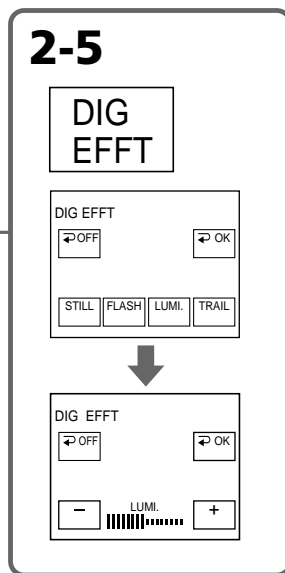 2-5
DIG
EFFT
DIG EFFT
OFF OK
STILL FLASH LUMI. TRAIL
DIG EFFT
OFF OK
– LUMI. +